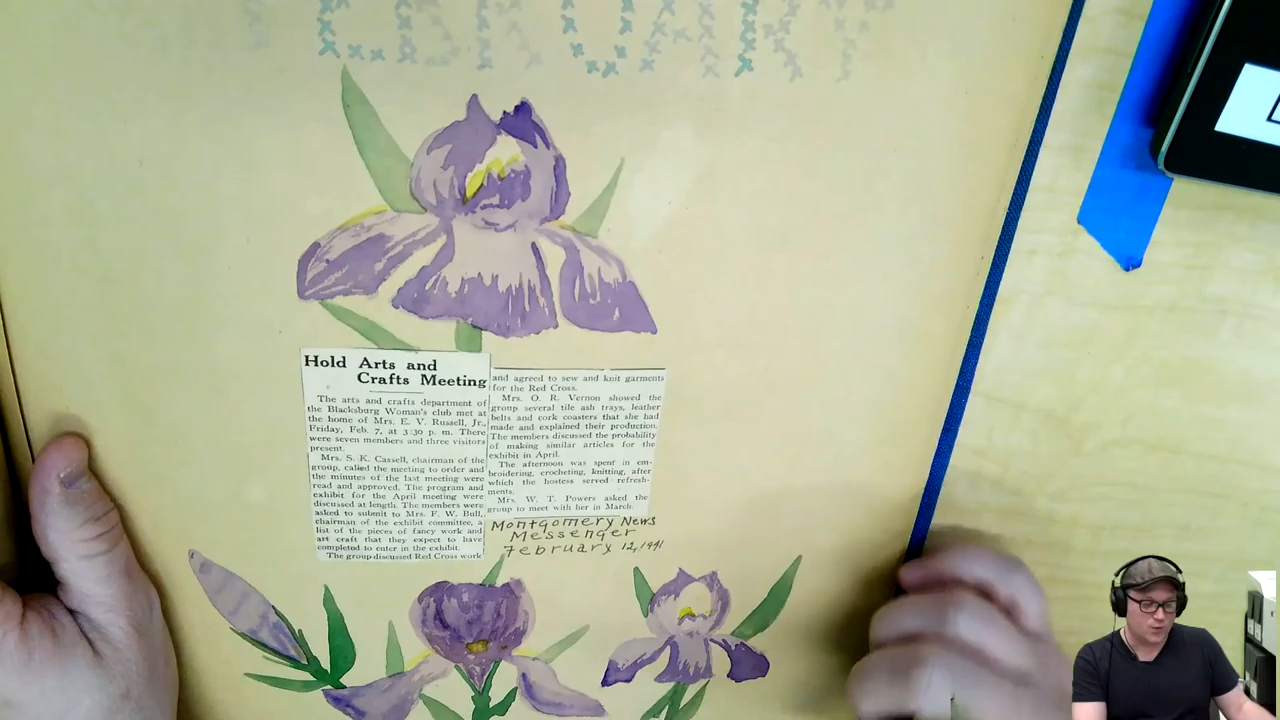 FEBRUARY
Hold Arts and
Crafts Meeting
The arts and crafts department of
the Blacksburg Woman's club met at
the home of Mrs. E. V. Russell, Jr.,
Friday, Feb. 7, at 3:30 p. m. There
were seven members and three visitors
present.
Mrs. S. K. Cassell, chairman of the
group, called the meeting to order and
the minutes of the last meeting were
read and approved. The program and
exhibit for the April meeting were
discussed at length. The members were
asked to submit to Mrs. F. W. Bull,
chairman of the exhibit committee, a
list of the pieces of fancy work and
art craft that they expect to have
completed to enter in the exhibit.
The group discussed Red Cross work
and agreed to sew and knit garments
for the Red Cross.
Mrs. O. R. Vernon showed the
group several tile ash trays, leather
belts and cork coasters that she had
made and explained their production.
The members discussed the probability
of making similar articles for the
exhibit in April.
The afternoon was spent in em-
broidering, crocheting, knitting, after
which the hostess served refresh-
ments.
Mrs. W. T. Powers asked the
group to meet with her in March.
Montgomery News
Messenger
February 12, 1941